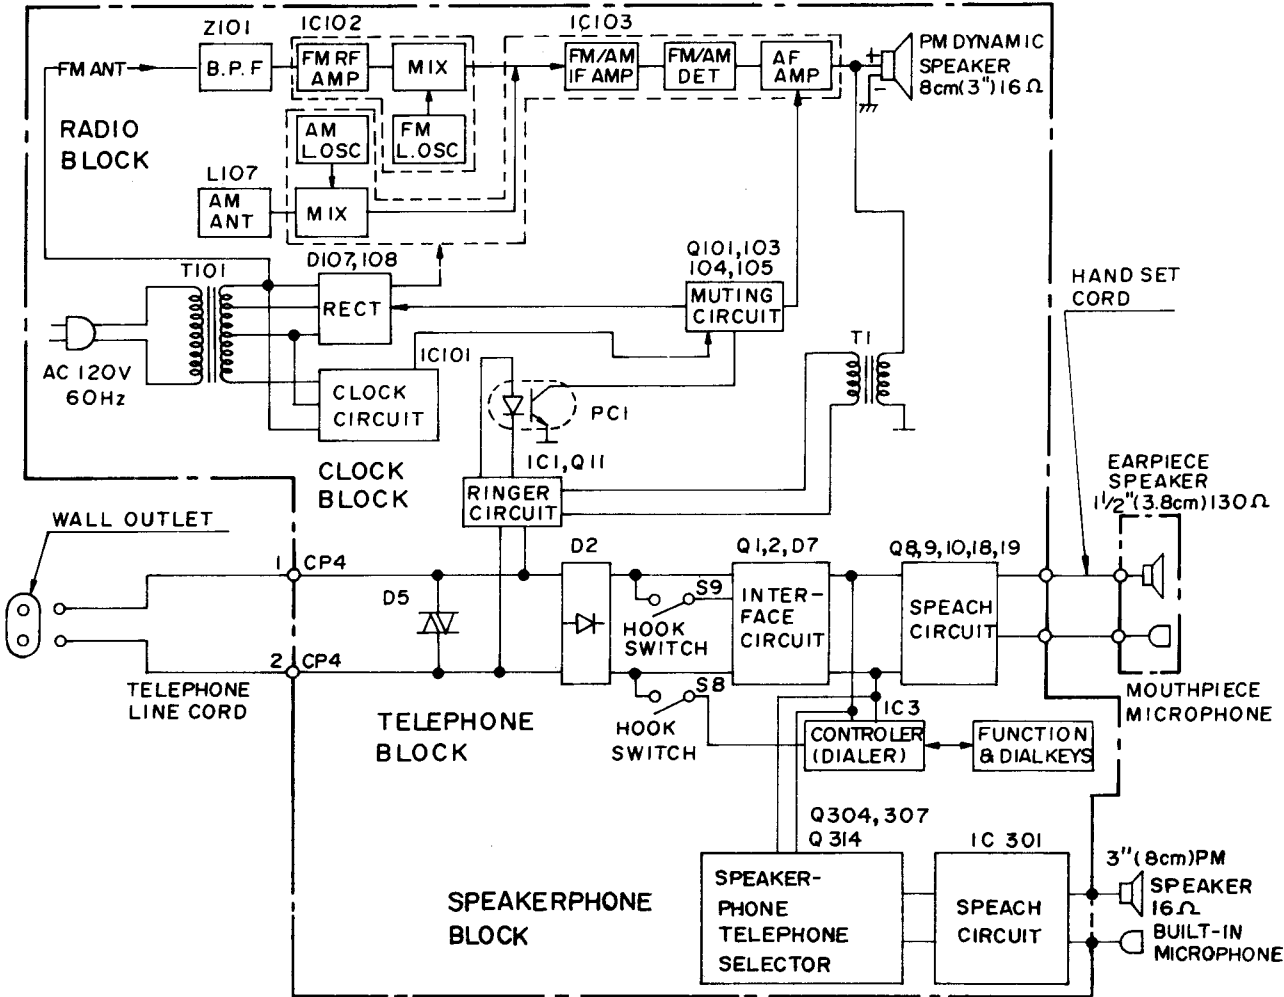 Z101
IC102
IC103
FM ANT
B.P.F
FM RF
AMP
MIX
FM/AM
IF AMP
FM/AM
DET
AF
AMP
+
-
PM DYNAMIC
SPEAKER
8cm(3")16Ω
RADIO
BLOCK
AM
L.OSC
FM
L.OSC
L107
AM
ANT
MIX
T101
D107,108
RECT
Q101,103
104,105
MUTING
CIRCUIT
HAND SET
CORD
AC 120V
60Hz
IC101
CLOCK
CIRCUIT
PC1
T1
CLOCK
BLOCK
IC1,Q11
RINGER
CIRCUIT
EARPIECE
SPEAKER
1 1/2"(3.8cm)130Ω
WALL OUTLET
1
CP4
D5
D2
S9
HOOK
SWITCH
Q1,2,D7
INTER-
FACE
CIRCUIT
Q8,9,10,18,19
SPEACH
CIRCUIT
2
CP4
TELEPHONE
LINE CORD
TELEPHONE
BLOCK
S8
HOOK
SWITCH
IC3
CONTROLER
(DIALER)
FUNCTION
& DIALKEYS
MOUTHPIECE
MICROPHONE
Q304,307
Q314
SPEAKER-
PHONE
TELEPHONE
SELECTOR
IC 301
SPEACH
CIRCUIT
3"(8cm)PM
SPEAKER
16Ω
BUILT-IN
MICROPHONE
SPEAKERPHONE
BLOCK